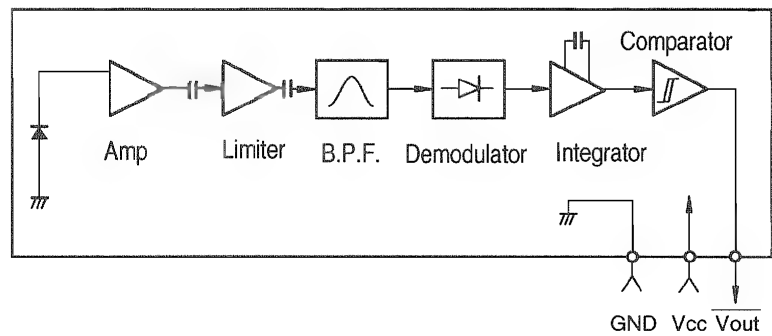 Comparator
Amp
Limiter
B.P.F.
Demodulator
Integrator
GND
Vcc
Vout